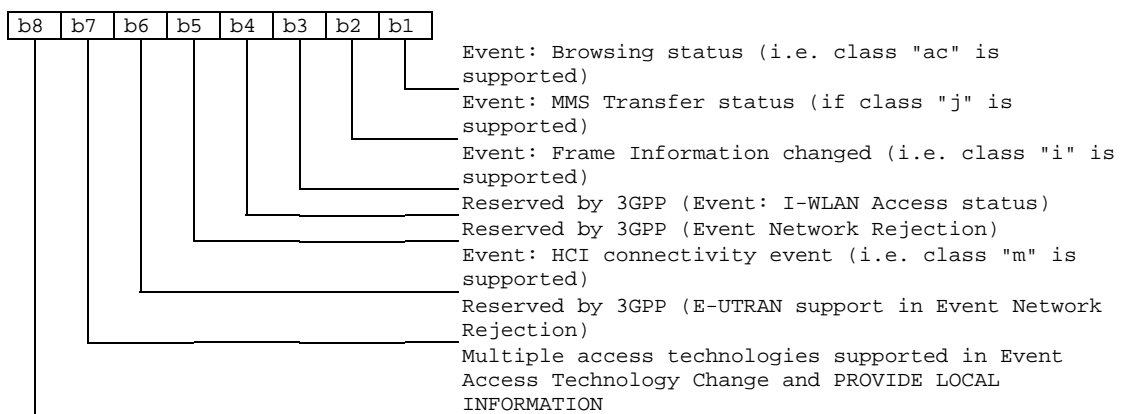 b8 b7 b6 b5 b4 b3 b2 b1
Event: Browsing status (i.e. class "ac" is
supported)
Event: MMS Transfer status (if class "j" is
supported)
Event: Frame Information changed (i.e. class "i" is
supported)
Reserved by 3GPP (Event: I-WLAN Access status)
Reserved by 3GPP (Event Network Rejection)
Event: HCI connectivity event (i.e. class "m" is
supported)
Reserved by 3GPP (E-UTRAN support in Event Network
Rejection)
Multiple access technologies supported in Event
Access Technology Change and PROVIDE LOCAL
INFORMATION